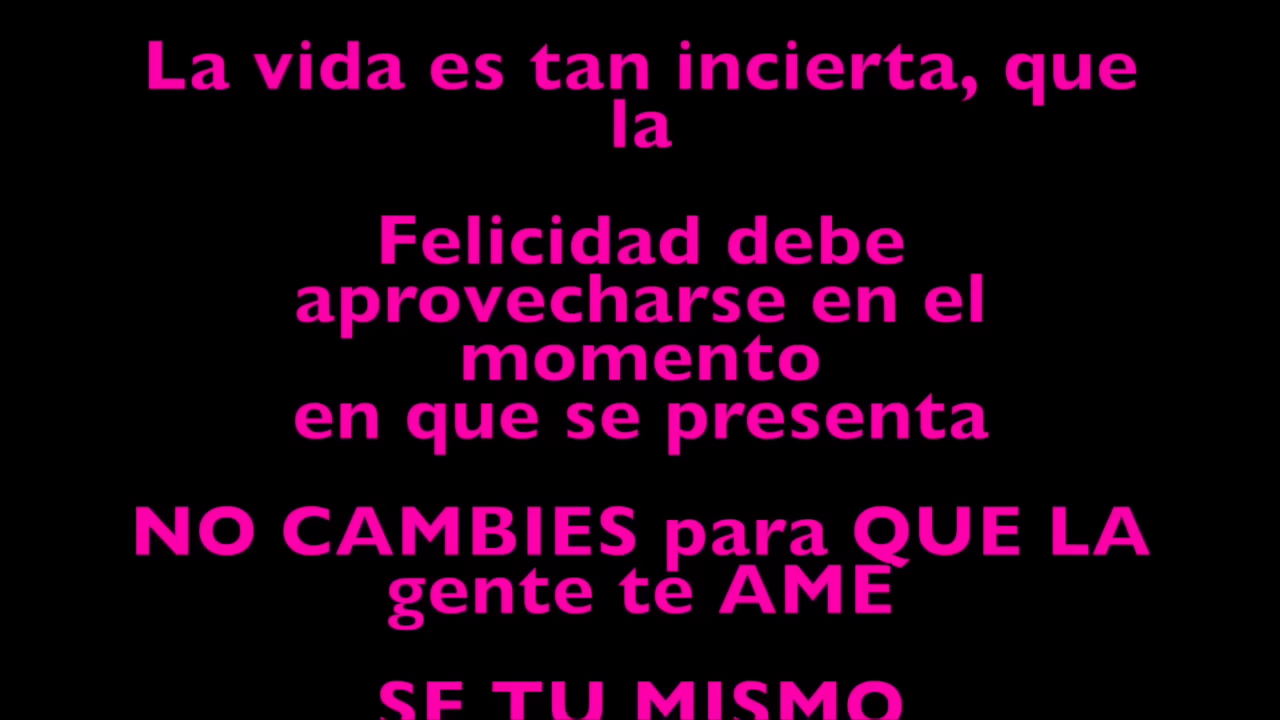 La vida es tan incierta, que
la
Felicidad debe
aprovecharse en el
momento
en que se presenta
NO CAMBIES para QUE LA
gente te AME
SE TU MISMO